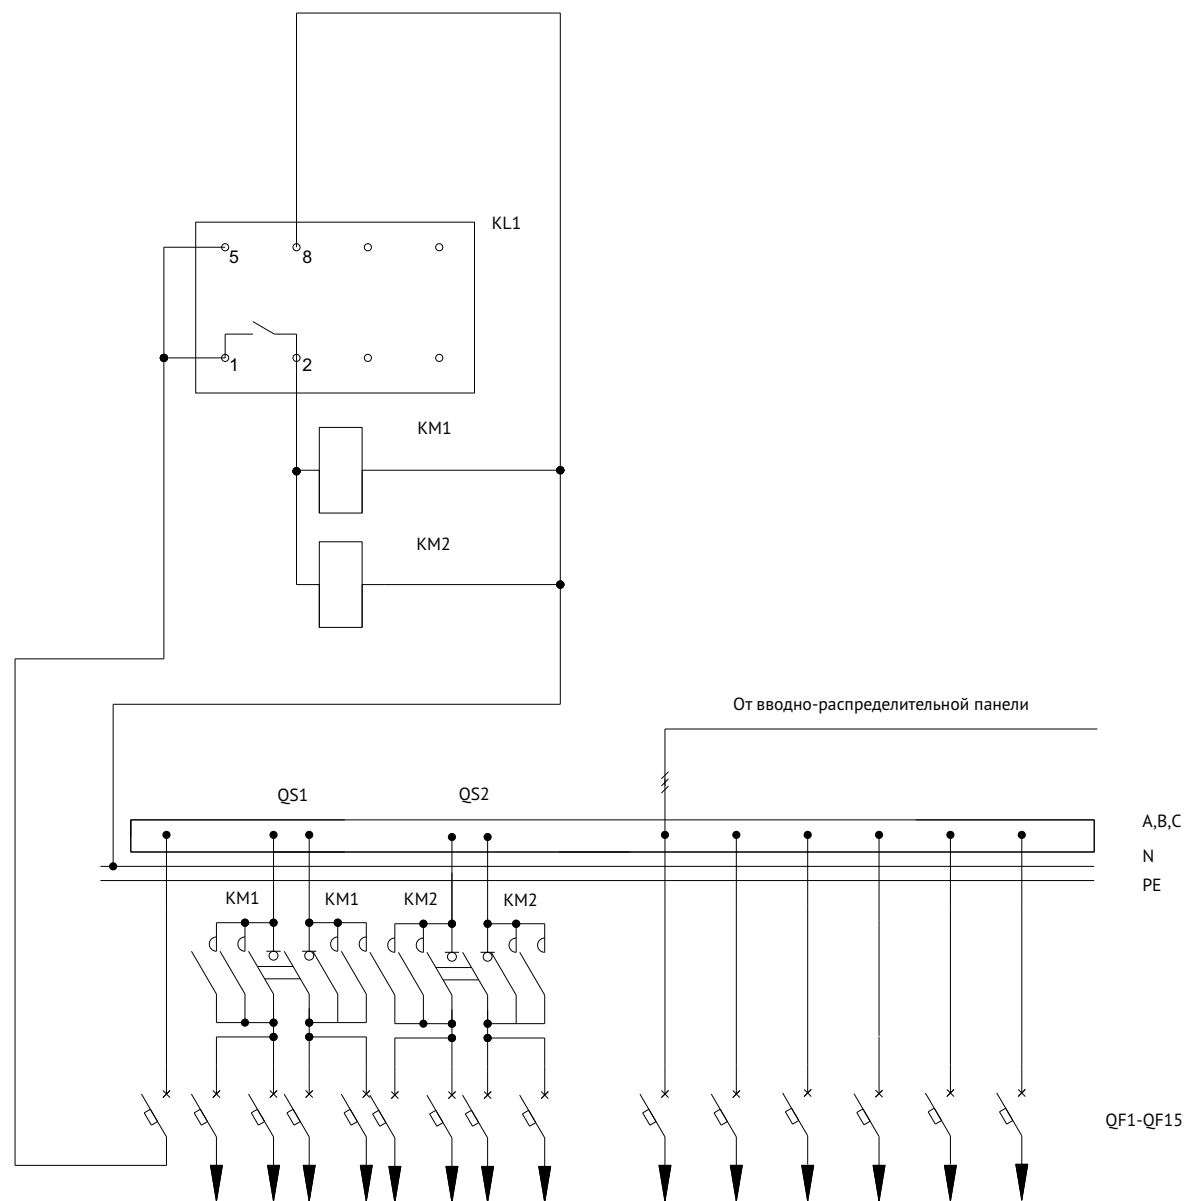 KL1
5
8
1
2
KM1
KM2
От вводно-распределительной панели
QS1
QS2
A,B,C
N
PE
KM1
KM1
KM2
KM2
QF1-QF15